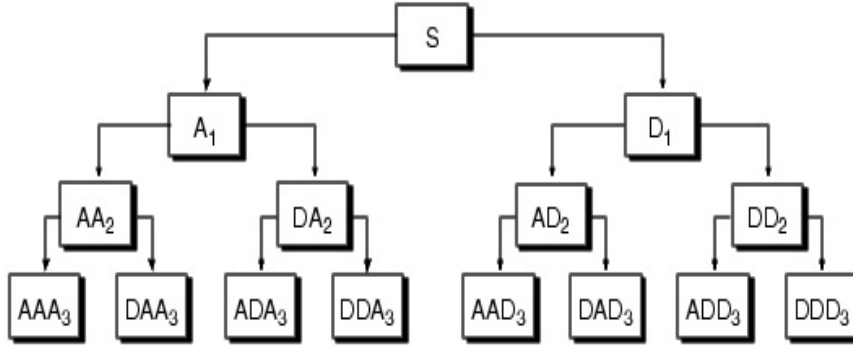 S
A₁ D₁
AA₂ DA₂ AD₂ DD₂
AAA₃ DAA₃ ADA₃ DDA₃ AAD₃ DAD₃ ADD₃ DDD₃